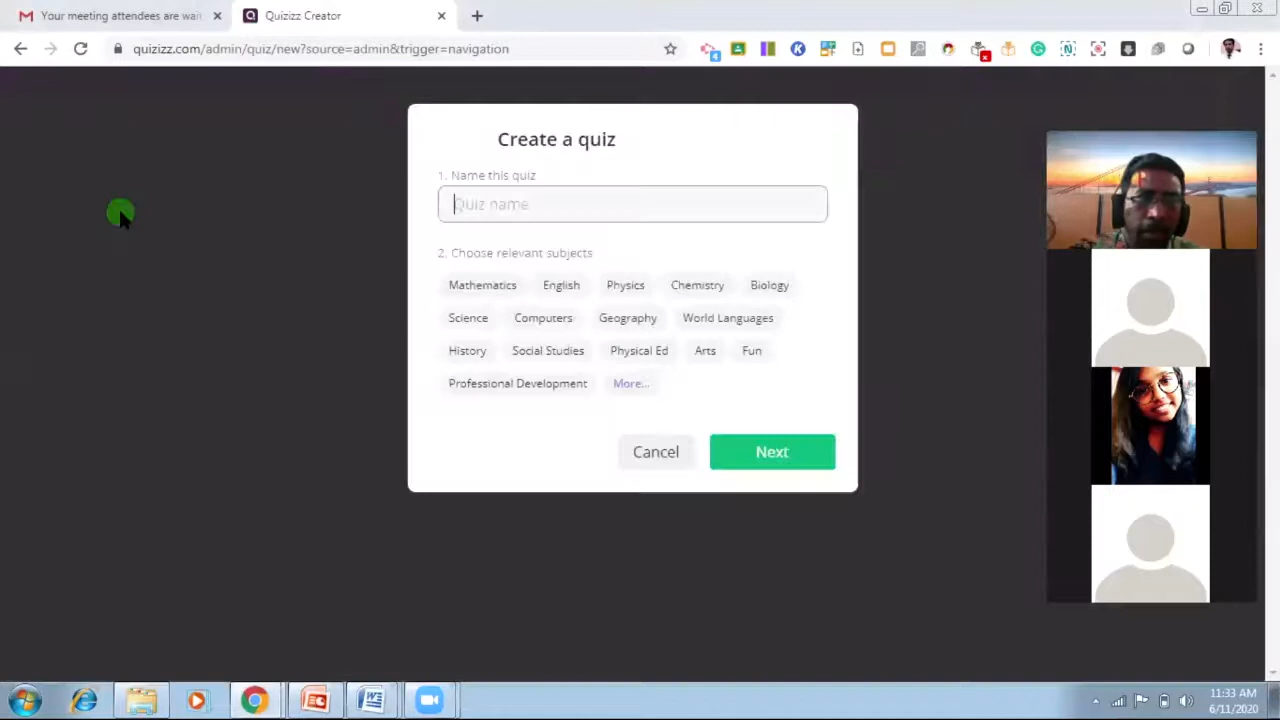 Your meeting attendees are wai
Quizizz Creator
quizizz.com/admin/quiz/new?source=admin&trigger=navigation
4
Create a quiz
1. Name this quiz
Quiz name
2. Choose relevant subjects
Mathematics English Physics Chemistry Biology
Science Computers Geography World Languages
History Social Studies Physical Ed Arts Fun
Professional Development More...
Cancel Next
11:33 AM
6/11/2020